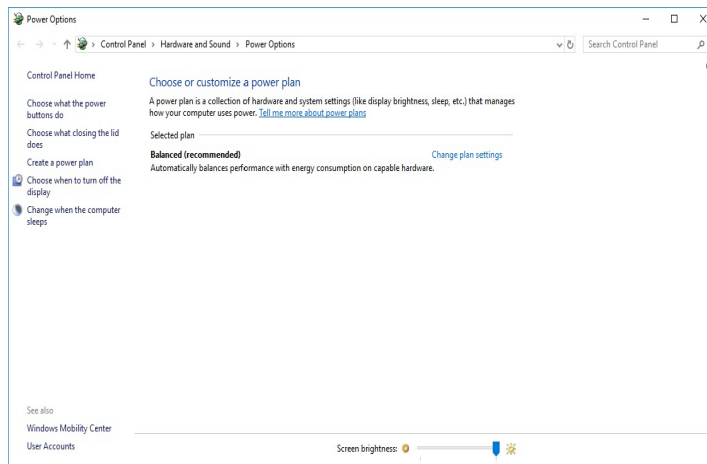 Power Options
Control Panel › Hardware and Sound › Power Options
Search Control Panel
Control Panel Home
Choose what the power
buttons do
Choose what closing the lid
does
Create a power plan
Choose when to turn off the
display
Change when the computer
sleeps
Choose or customize a power plan
A power plan is a collection of hardware and system settings (like display brightness, sleep, etc.) that manages
how your computer uses power. Tell me more about power plans
Selected plan
Balanced (recommended)
Change plan settings
Automatically balances performance with energy consumption on capable hardware.
See also
Windows Mobility Center
User Accounts
Screen brightness: